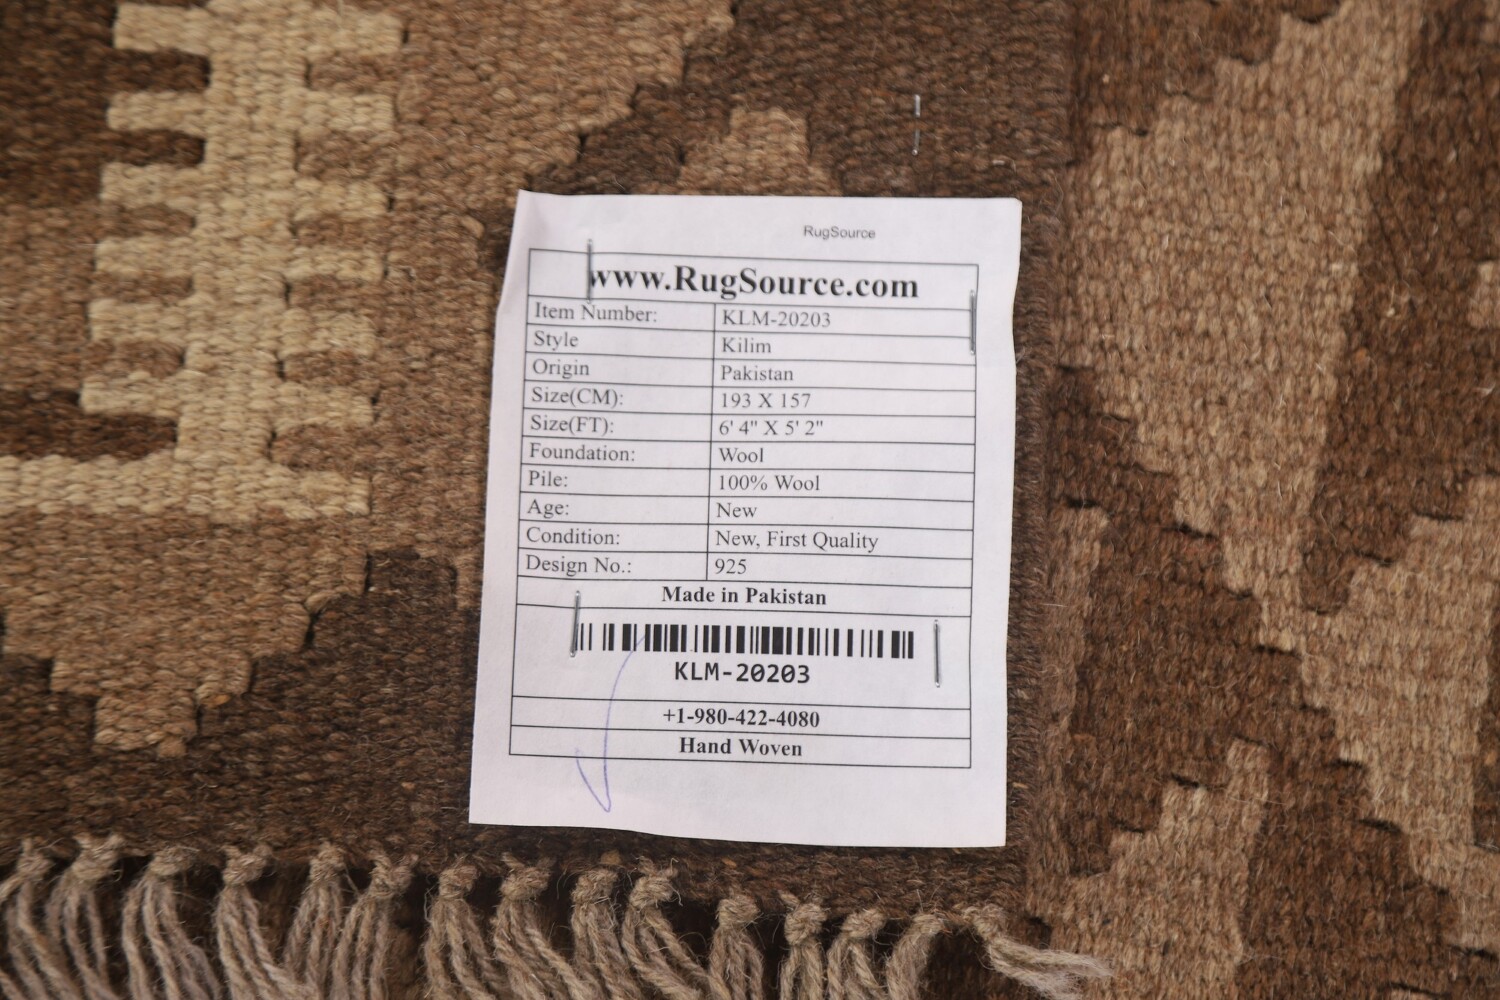 RugSource
www.RugSource.com
Item Number: KLM-20203
Style Kilim
Origin Pakistan
Size(CM): 193 X 157
Size(FT): 6' 4" X 5' 2"
Foundation: Wool
Pile: 100% Wool
Age: New
Condition: New, First Quality
Design No.: 925
Made in Pakistan
KLM-20203
+1-980-422-4080
Hand Woven